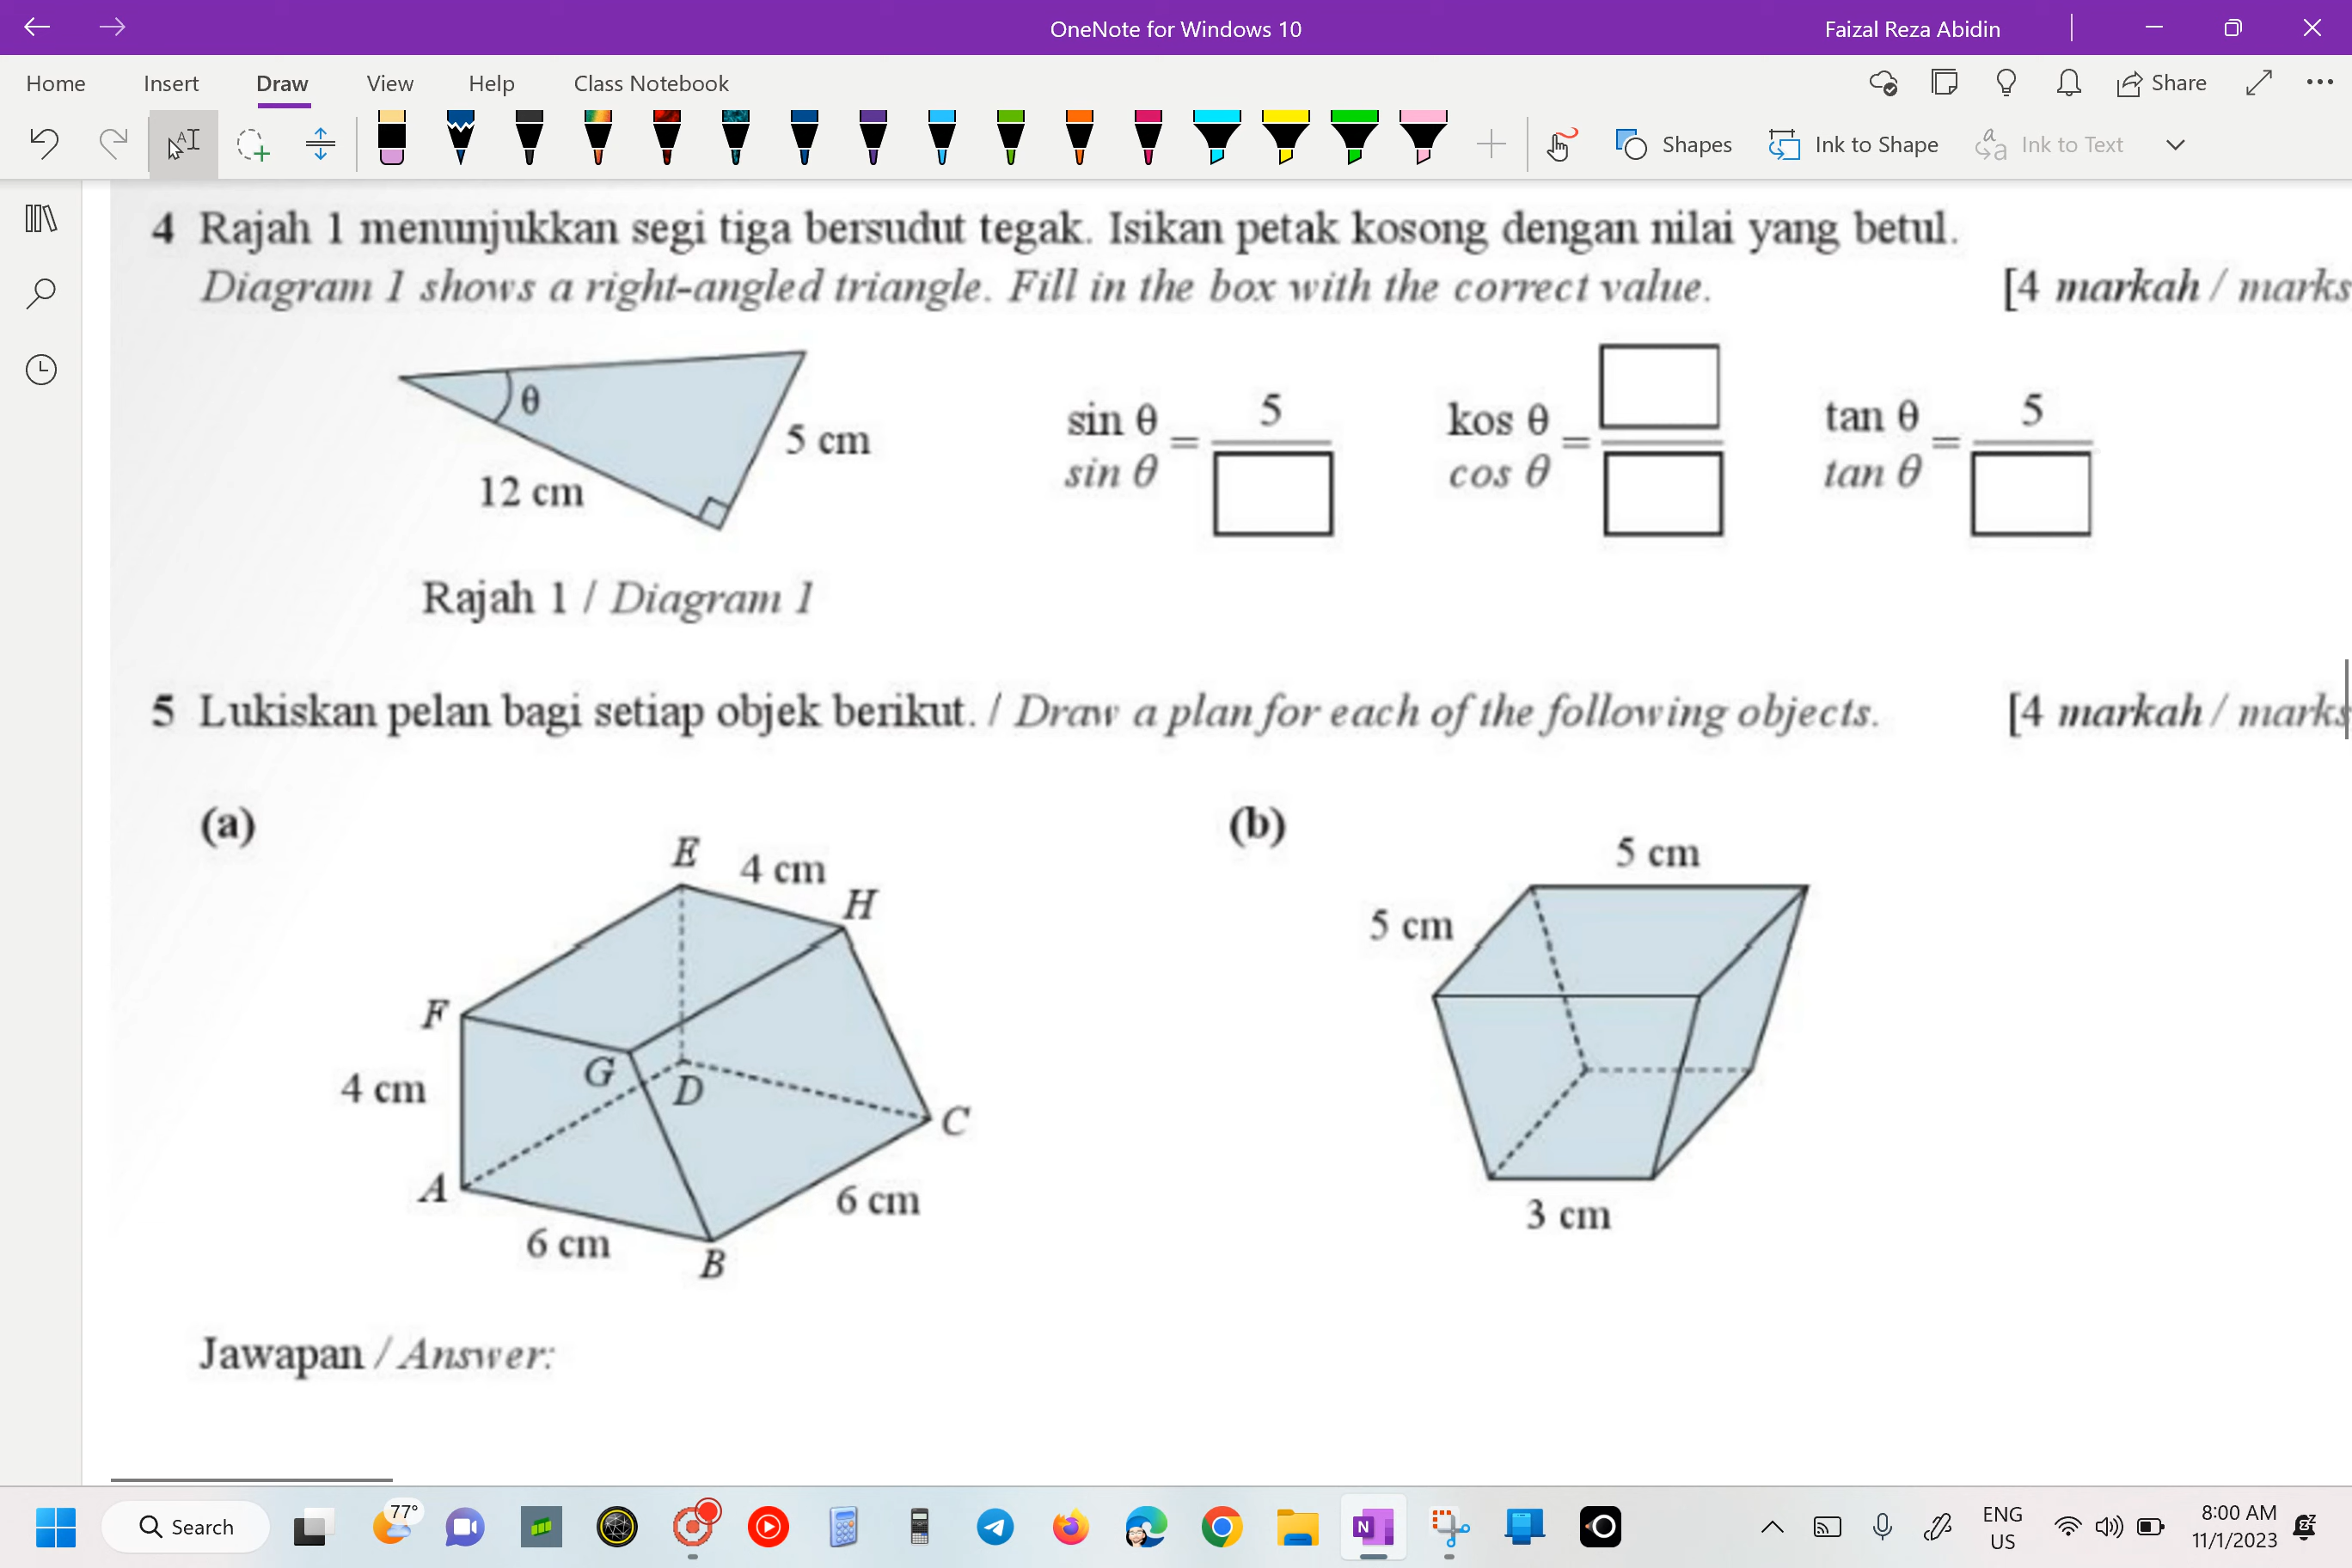 OneNote for Windows 10
Faizal Reza Abidin
Home Insert Draw View Help Class Notebook
Share
Shapes Ink to Shape Ink to Text
4 Rajah 1 menunjukkan segi tiga bersudut tegak. Isikan petak kosong dengan nilai yang betul.
Diagram 1 shows a right-angled triangle. Fill in the box with the correct value. [4 markah / marks
θ
5 cm
12 cm
sin θ
sin θ
=
5
kos θ
cos θ
=
tan θ
tan θ
=
5
Rajah 1 / Diagram 1
5 Lukiskan pelan bagi setiap objek berikut. / Draw a plan for each of the following objects. [4 markah / marks
(a)
E
4 cm
H
F
G
D
4 cm
C
A
6 cm
6 cm
B
(b)
5 cm
5 cm
3 cm
Jawapan / Answer:
77°
Search
ENG
US
8:00 AM
11/1/2023